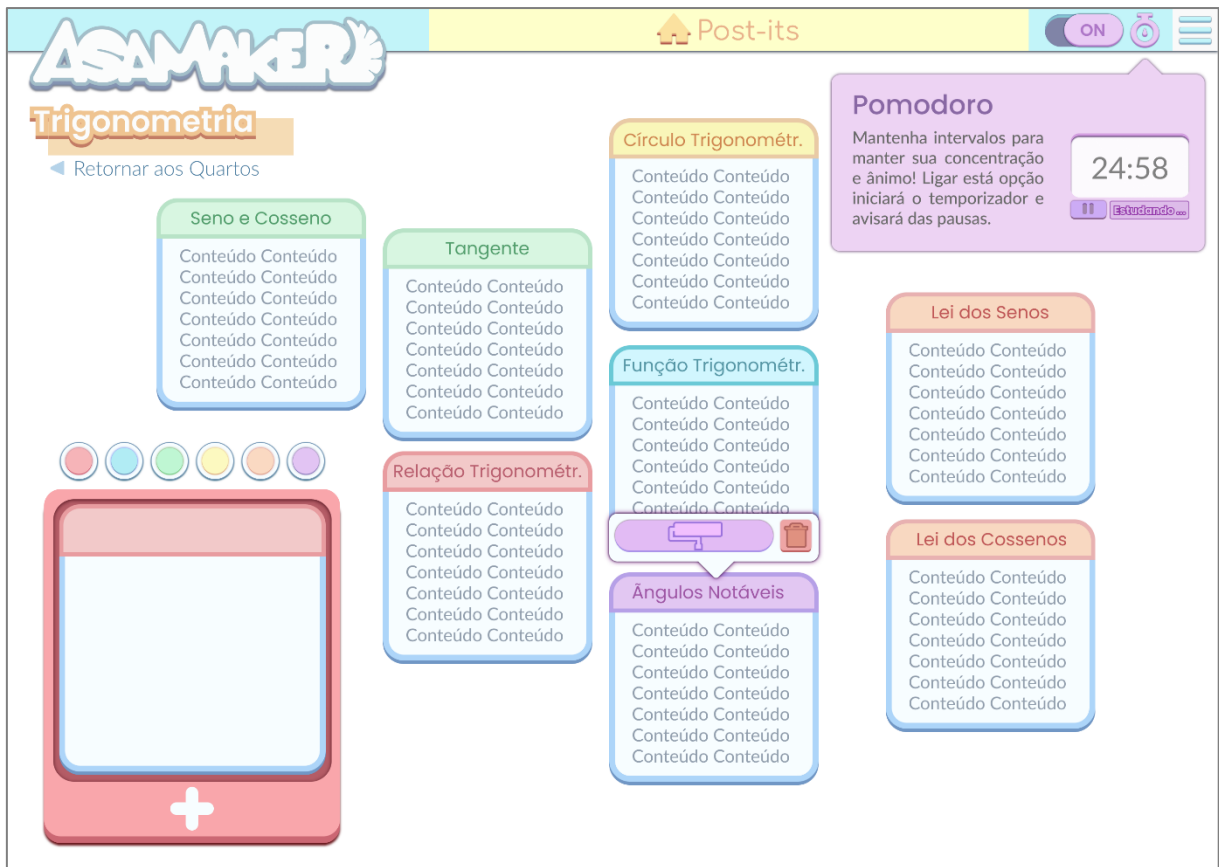 ASAMAKER
Post-its
ON
Trigonometria
Retornar aos Quartos
Pomodoro
Mantenha intervalos para
manter sua concentração
e ânimo! Ligar está opção
iniciará o temporizador e
avisará das pausas.
24:58
Estudando...
Seno e Cosseno
Conteúdo Conteúdo
Conteúdo Conteúdo
Conteúdo Conteúdo
Conteúdo Conteúdo
Conteúdo Conteúdo
Conteúdo Conteúdo
Conteúdo Conteúdo
Tangente
Conteúdo Conteúdo
Conteúdo Conteúdo
Conteúdo Conteúdo
Conteúdo Conteúdo
Conteúdo Conteúdo
Conteúdo Conteúdo
Conteúdo Conteúdo
Relação Trigonométr.
Conteúdo Conteúdo
Conteúdo Conteúdo
Conteúdo Conteúdo
Conteúdo Conteúdo
Conteúdo Conteúdo
Conteúdo Conteúdo
Conteúdo Conteúdo
Círculo Trigonométr.
Conteúdo Conteúdo
Conteúdo Conteúdo
Conteúdo Conteúdo
Conteúdo Conteúdo
Conteúdo Conteúdo
Conteúdo Conteúdo
Conteúdo Conteúdo
Função Trigonométr.
Conteúdo Conteúdo
Conteúdo Conteúdo
Conteúdo Conteúdo
Conteúdo Conteúdo
Conteúdo Conteúdo
Conteúdo Conteúdo
Ângulos Notáveis
Conteúdo Conteúdo
Conteúdo Conteúdo
Conteúdo Conteúdo
Conteúdo Conteúdo
Conteúdo Conteúdo
Conteúdo Conteúdo
Conteúdo Conteúdo
Lei dos Senos
Conteúdo Conteúdo
Conteúdo Conteúdo
Conteúdo Conteúdo
Conteúdo Conteúdo
Conteúdo Conteúdo
Conteúdo Conteúdo
Conteúdo Conteúdo
Lei dos Cossenos
Conteúdo Conteúdo
Conteúdo Conteúdo
Conteúdo Conteúdo
Conteúdo Conteúdo
Conteúdo Conteúdo
Conteúdo Conteúdo
Conteúdo Conteúdo